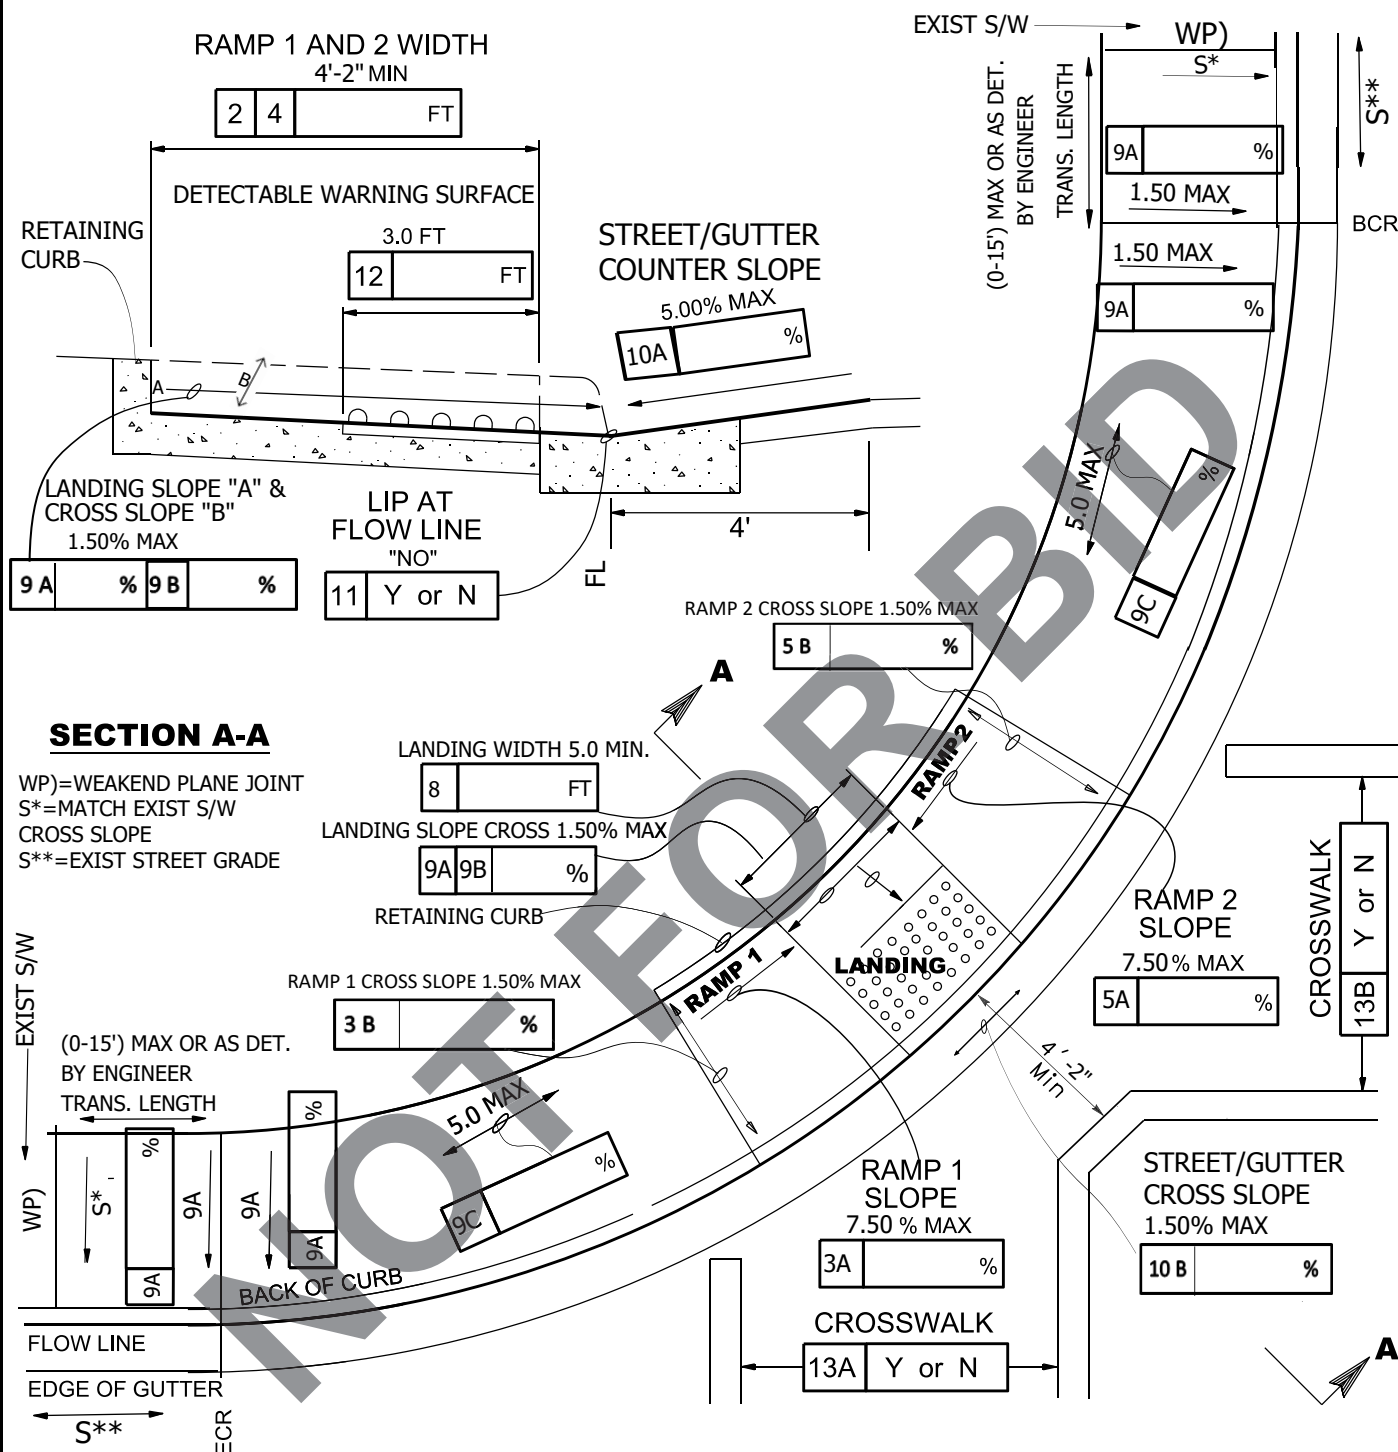 RAMP 1 AND 2 WIDTH
4'-2" MIN
2 4 FT
DETECTABLE WARNING SURFACE
RETAINING
CURB
3.0 FT
12 FT
STREET/GUTTER
COUNTER SLOPE
5.00% MAX
10A %
A
B
LANDING SLOPE "A" &
CROSS SLOPE "B"
1.50% MAX
9 A % 9 B %
LIP AT
FLOW LINE
"NO"
11 Y or N
FL
4'
EXIST S/W
WP)
S*
(0-15') MAX OR AS DET.
BY ENGINEER
TRANS. LENGTH
S**
9A %
1.50 MAX
BCR
1.50 MAX
9A %
5.0 MAX
9C %
RAMP 2 CROSS SLOPE 1.50% MAX
5 B %
A
SECTION A-A
WP)=WEAKEND PLANE JOINT
S*=MATCH EXIST S/W
CROSS SLOPE
S**=EXIST STREET GRADE
LANDING WIDTH 5.0 MIN.
8 FT
LANDING SLOPE CROSS 1.50% MAX
9A 9B %
RETAINING CURB
RAMP 2
RAMP 1
LANDING
RAMP 2
SLOPE
7.50 % MAX
5A %
CROSSWALK
13B Y or N
RAMP 1 CROSS SLOPE 1.50% MAX
3 B %
EXIST S/W
(0-15') MAX OR AS DET.
BY ENGINEER
TRANS. LENGTH
WP)
S*
9A %
9A
9A
9A %
5.0 MAX
9C %
4'-2"
Min
RAMP 1
SLOPE
7.50 % MAX
3A %
STREET/GUTTER
CROSS SLOPE
1.50% MAX
10 B %
BACK OF CURB
FLOW LINE
EDGE OF GUTTER
S**
ECR
CROSSWALK
13A Y or N
A
NOT FOR BID